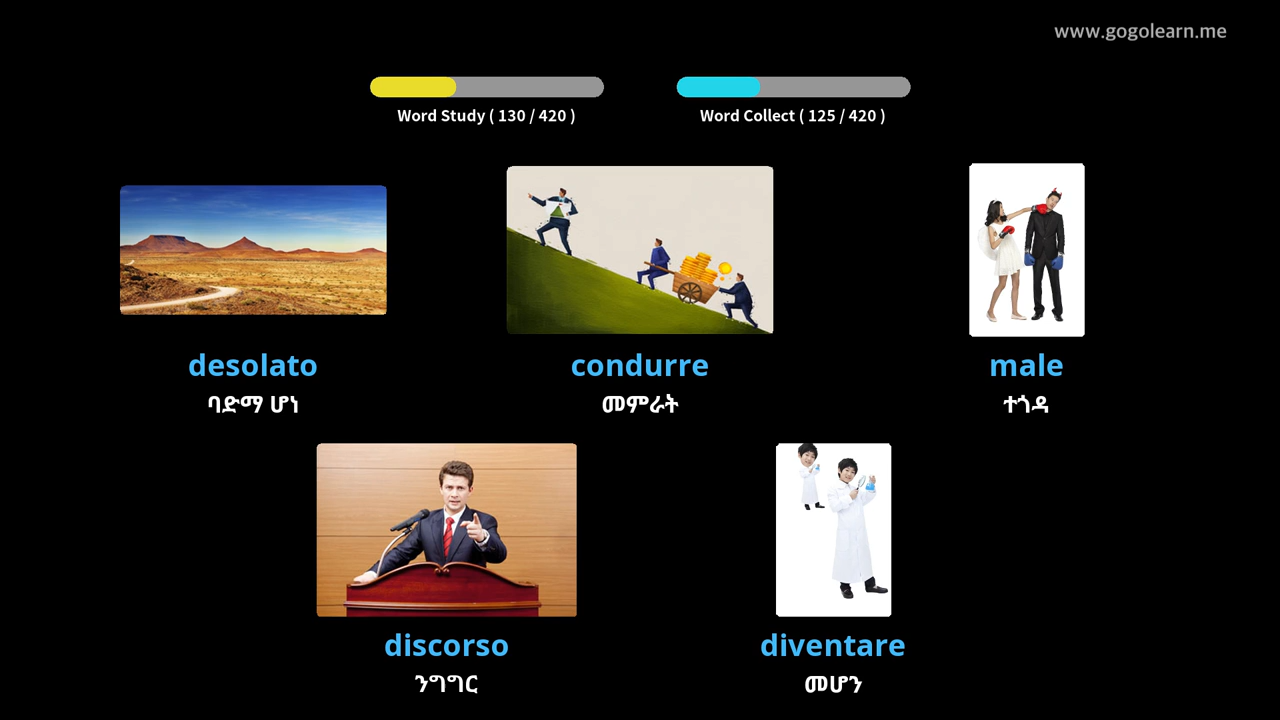 www.gogolearn.me
Word Study ( 130 / 420 )
Word Collect ( 125 / 420 )
desolato
ባድማ ሆነ
condurre
መምራት
male
ተጎዳ
discorso
ንግግር
diventare
መሆን